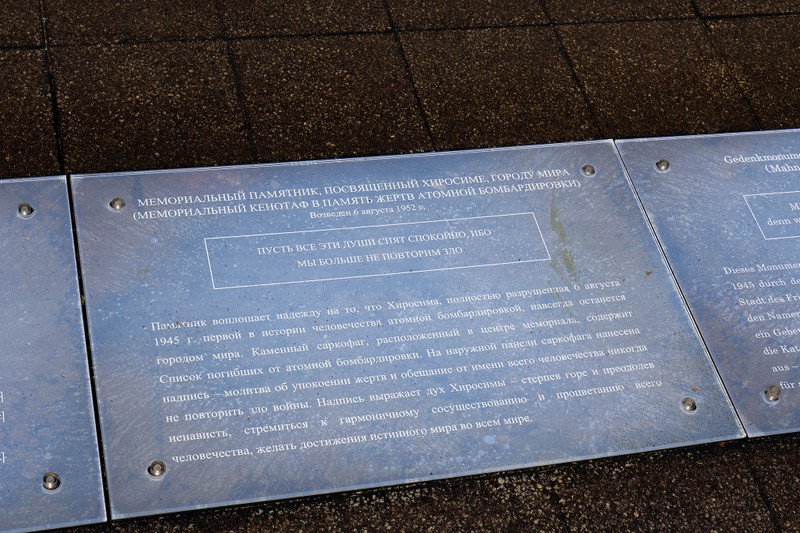 МЕМОРИАЛЬНЫЙ ПАМЯТНИК, ПОСВЯЩЕННЫЙ ХИРОСИМЕ, ГОРОДУ МИРА
(МЕМОРИАЛЬНЫЙ КЕНОТАФ В ПАМЯТЬ ЖЕРТВ АТОМНОЙ БОМБАРДИРОВКИ)
Возведен 6 августа 1952 г.
ПУСТЬ ВСЕ ЭТИ ДУШИ СПЯТ СПОКОЙНО, ИБО
МЫ БОЛЬШЕ НЕ ПОВТОРИМ ЗЛО
Памятник воплощает надежду на то, что Хиросима, полностью разрушенная 6 августа
1945 г. первой в истории человечества атомной бомбардировкой, навсегда останется
городом мира. Каменный саркофаг, расположенный в центре мемориала, содержит
Список погибших от атомной бомбардировки. На наружной панели саркофага нанесена
надпись – молитва об упокоении жертв и обещание от имени всего человечества никогда
не повторить зло войны. Надпись выражает дух Хиросимы – стерпев горе и преодолев
ненависть, стремиться к гармоничному сосуществованию и процветанию всего
человечества, желать достижения истинного мира во всем мире.
Gedenkmonume
(Mahn
M
denn w
Dieses Monumen
1945 durch de
Stadt des Fri
den Namen
ein Gebet
die Kat
aus –
für